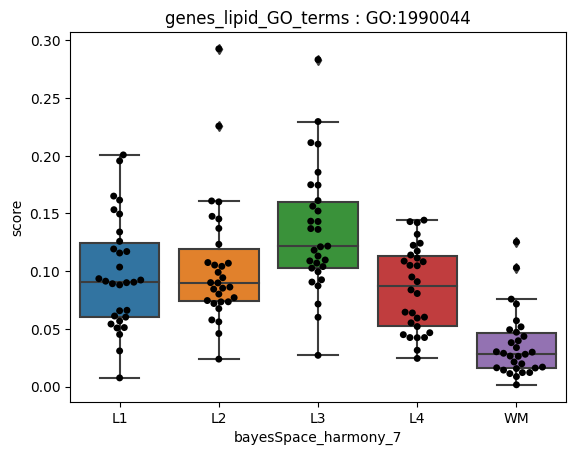 genes_lipid_GO_terms : GO:1990044
0.30
0.25
0.20
0.15
0.10
0.05
0.00
score
L1 L2 L3 L4 WM
bayesSpace_harmony_7